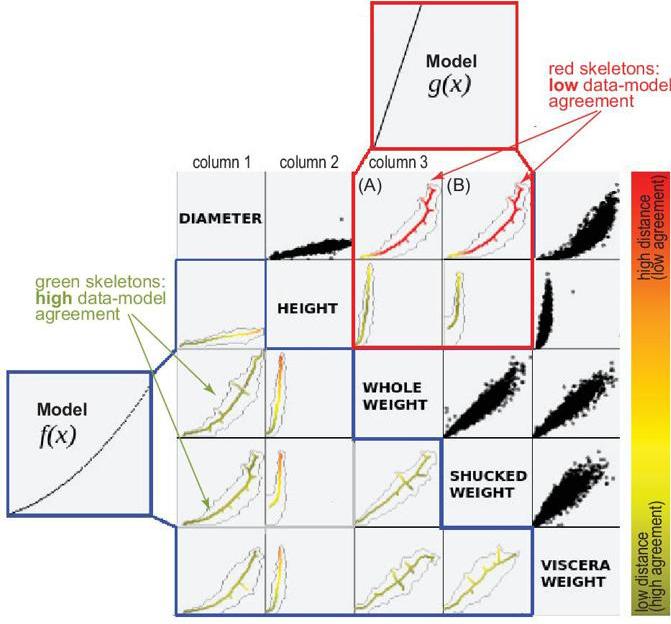 Model
g(x)
red skeletons:
low data-model
agreement
column 1
column 2
column 3
(A)
(B)
DIAMETER
high distance
(low agreement)
green skeletons:
high data-model
agreement
HEIGHT
Model
f(x)
WHOLE
WEIGHT
SHUCKED
WEIGHT
VISCERA
WEIGHT
low distance
(high agreement)